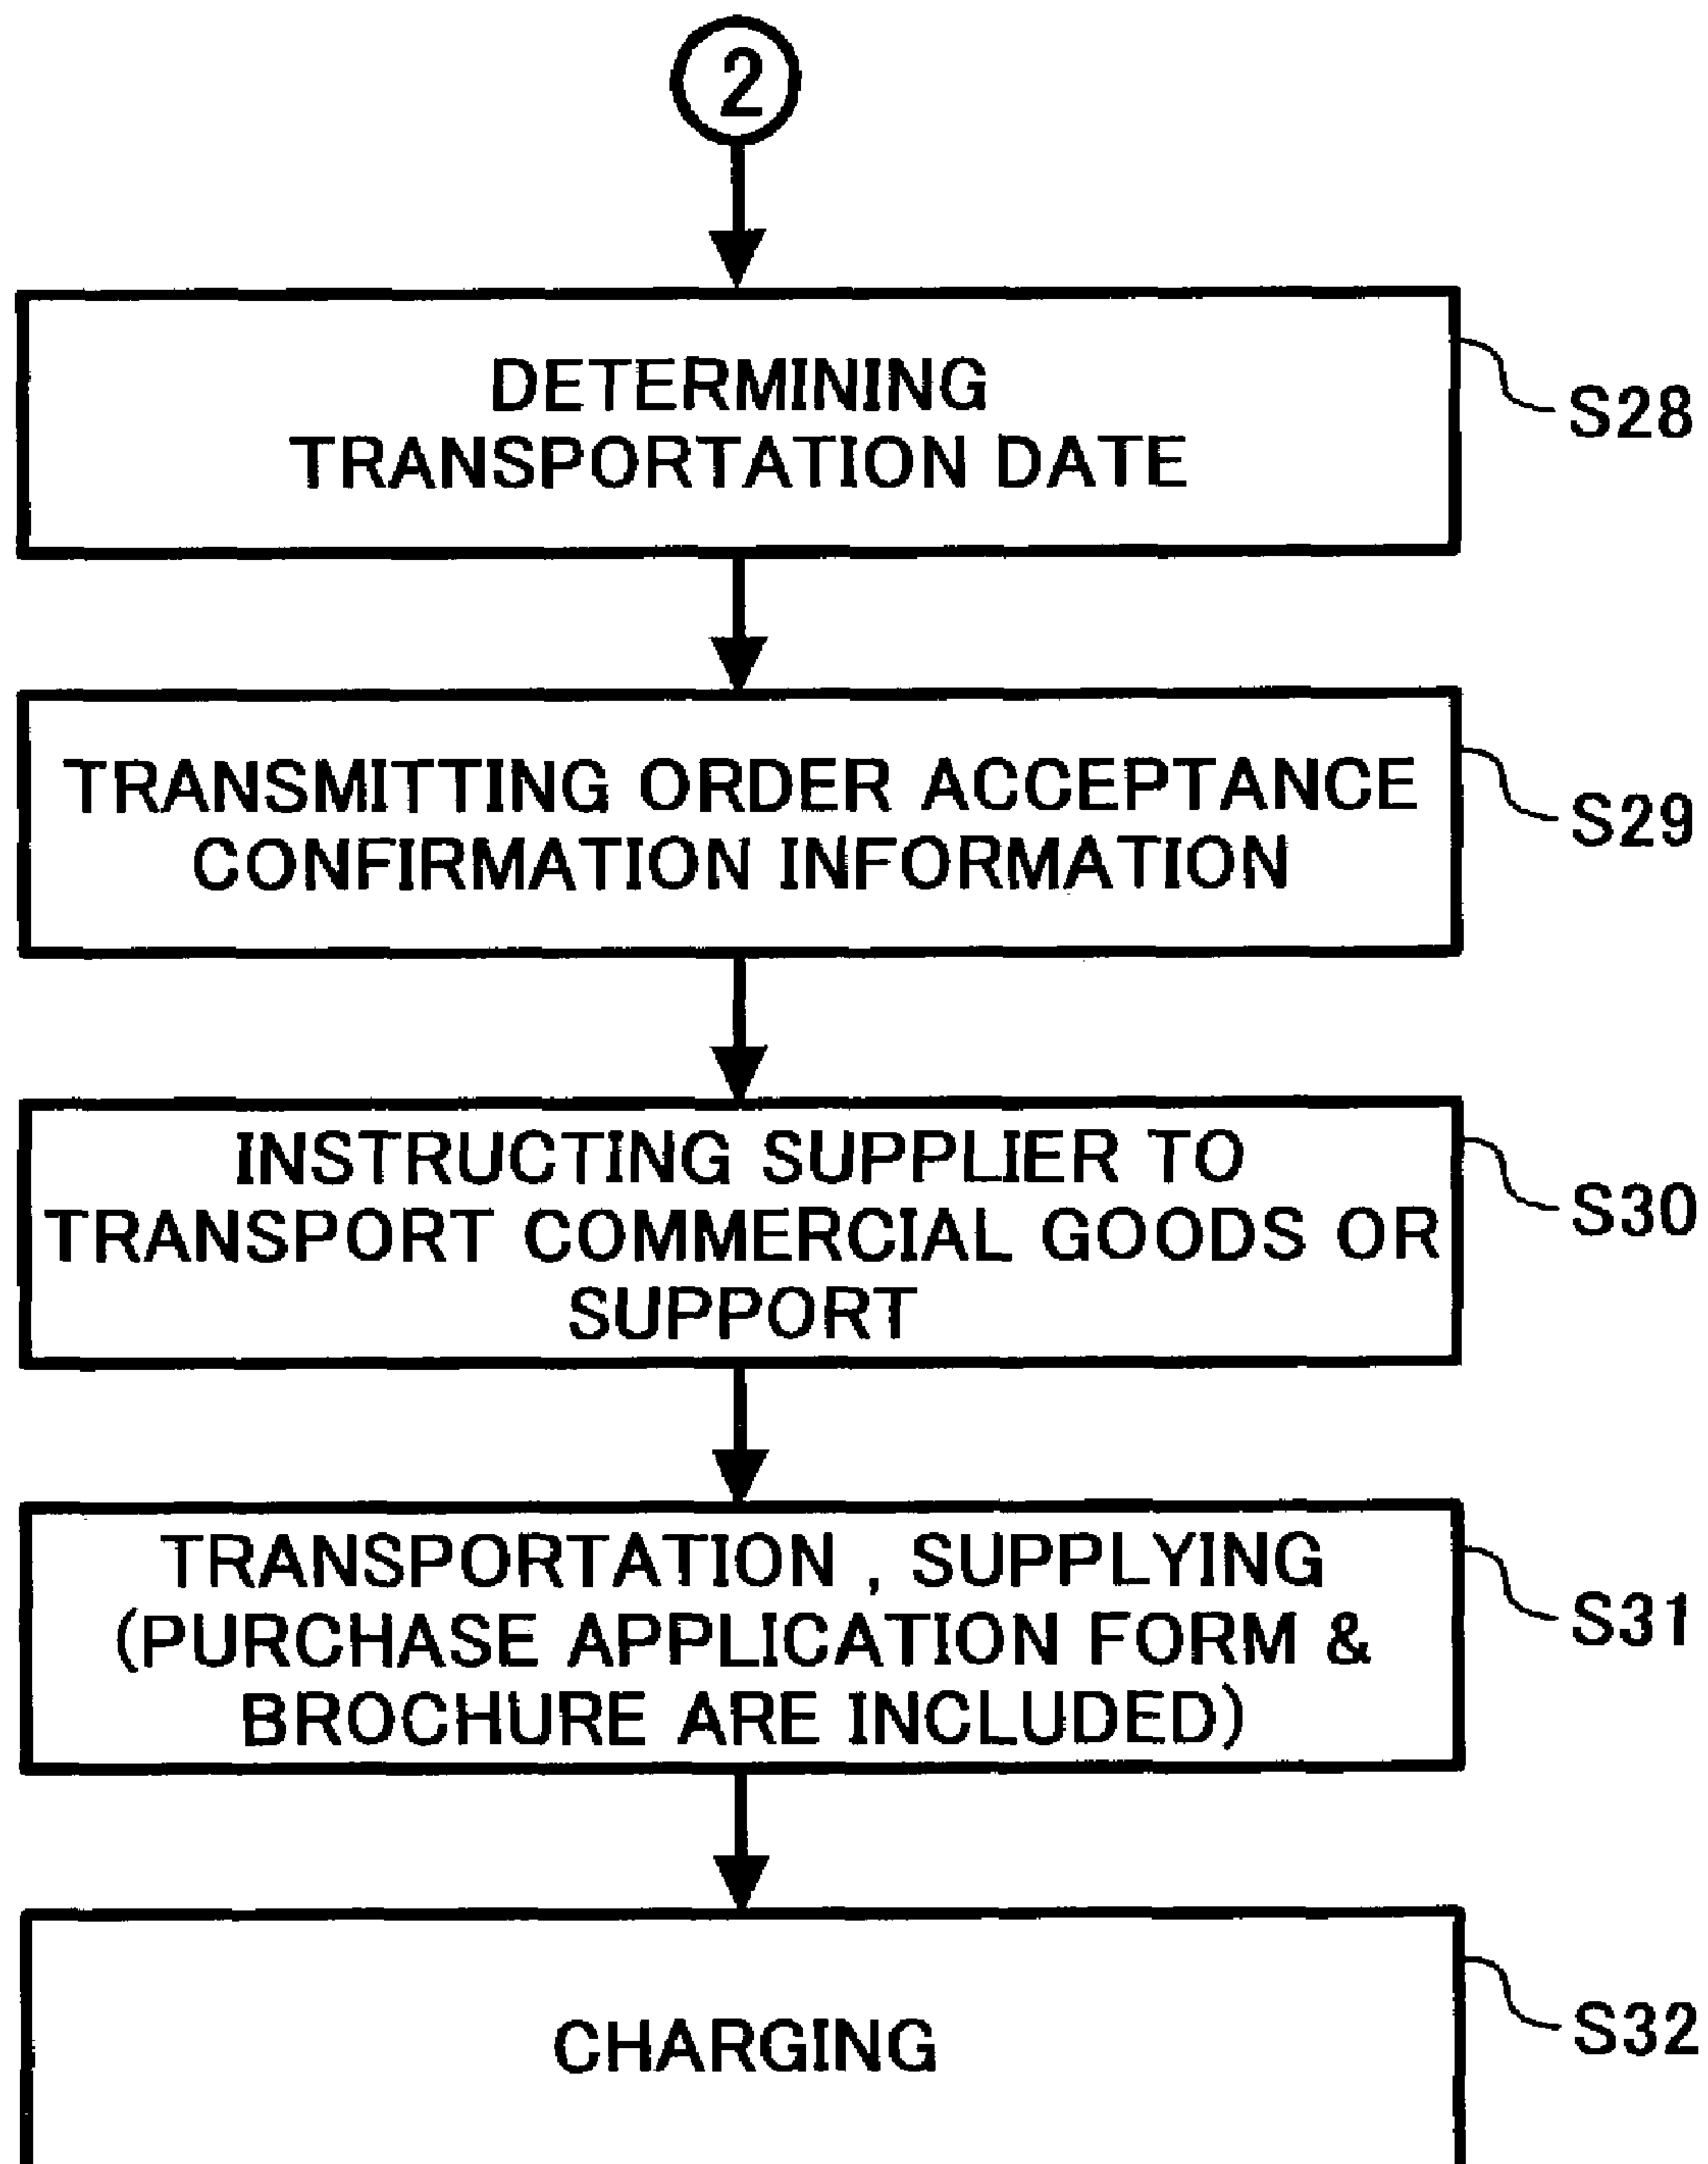 2
DETERMINING
TRANSPORTATION DATE
S28
TRANSMITTING ORDER ACCEPTANCE
CONFIRMATION INFORMATION
S29
INSTRUCTING SUPPLIER TO
TRANSPORT COMMERCIAL GOODS OR
SUPPORT
S30
TRANSPORTATION , SUPPLYING
(PURCHASE APPLICATION FORM &
BROCHURE ARE INCLUDED)
S31
CHARGING
S32